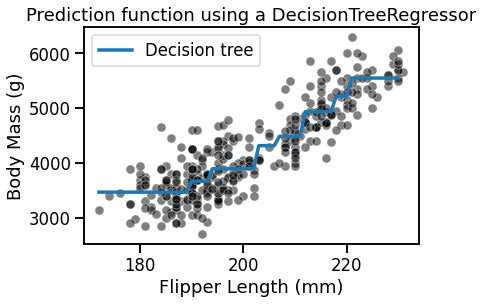 Prediction function using a DecisionTreeRegressor
Decision tree
6000
5000
4000
3000
Body Mass (g)
180 200 220
Flipper Length (mm)